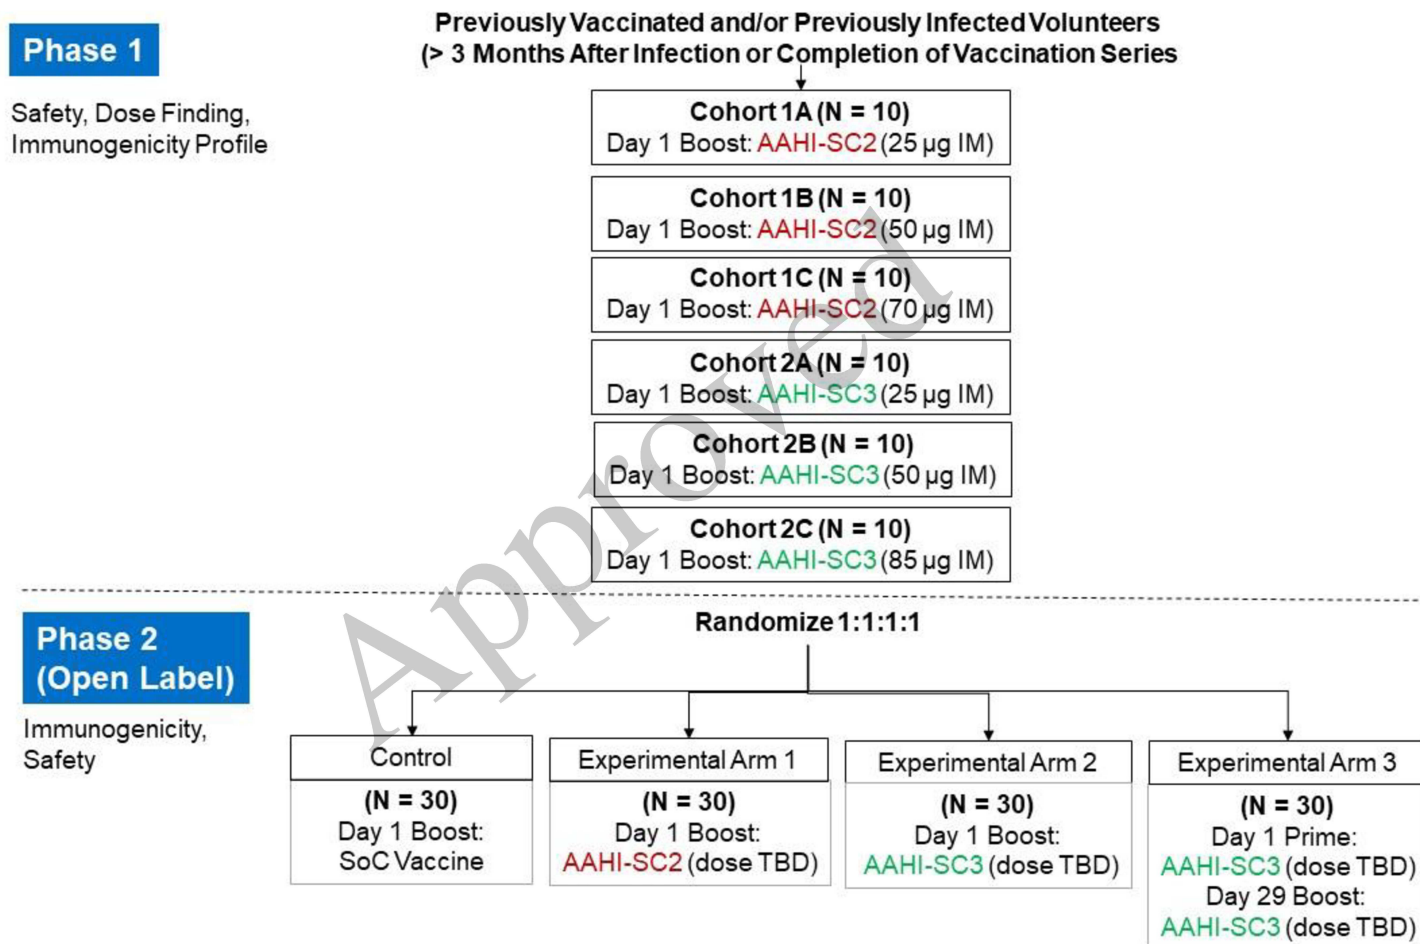 Phase 1
Safety, Dose Finding,
Immunogenicity Profile
Previously Vaccinated and/or Previously Infected Volunteers
(> 3 Months After Infection or Completion of Vaccination Series
Cohort 1A (N = 10)
Day 1 Boost: AAHI-SC2 (25 µg IM)
Cohort 1B (N = 10)
Day 1 Boost: AAHI-SC2 (50 µg IM)
Cohort 1C (N = 10)
Day 1 Boost: AAHI-SC2 (70 µg IM)
Cohort 2A (N = 10)
Day 1 Boost: AAHI-SC3 (25 µg IM)
Cohort 2B (N = 10)
Day 1 Boost: AAHI-SC3 (50 µg IM)
Cohort 2C (N = 10)
Day 1 Boost: AAHI-SC3 (85 µg IM)
Approved
Phase 2
(Open Label)
Immunogenicity,
Safety
Randomize 1:1:1:1
Control
(N = 30)
Day 1 Boost:
SoC Vaccine
Experimental Arm 1
(N = 30)
Day 1 Boost:
AAHI-SC2 (dose TBD)
Experimental Arm 2
(N = 30)
Day 1 Boost:
AAHI-SC3 (dose TBD)
Experimental Arm 3
(N = 30)
Day 1 Prime:
AAHI-SC3 (dose TBD)
Day 29 Boost:
AAHI-SC3 (dose TBD)